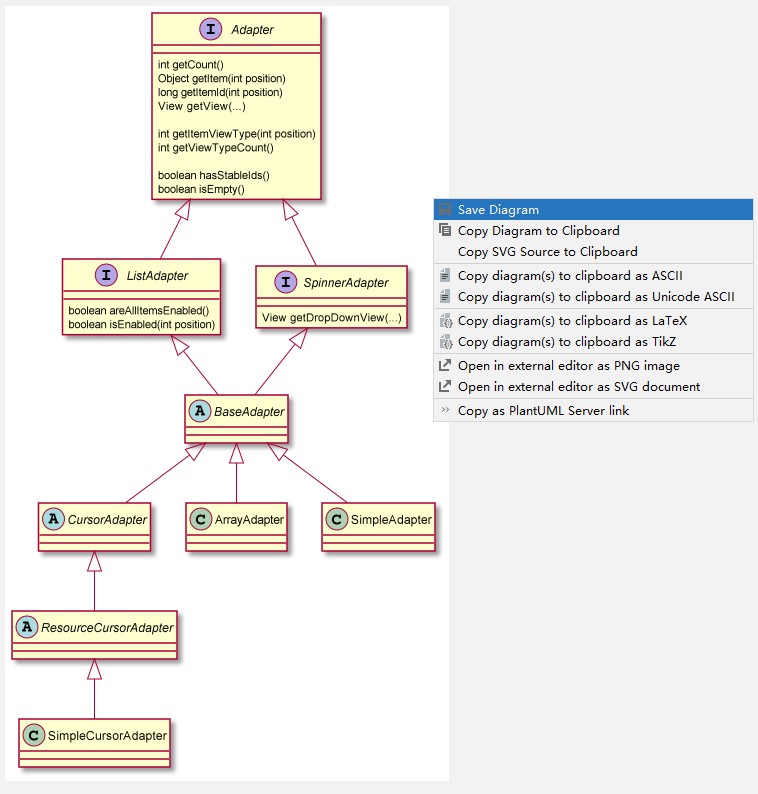 I Adapter
int getCount()
Object getItem(int position)
long getItemId(int position)
View getView(...)
int getItemViewType(int position)
int getViewTypeCount()
boolean hasStableIds()
boolean isEmpty()
I ListAdapter
boolean areAllItemsEnabled()
boolean isEnabled(int position)
I SpinnerAdapter
View getDropDownView(...)
A BaseAdapter
A CursorAdapter
C ArrayAdapter
C SimpleAdapter
A ResourceCursorAdapter
C SimpleCursorAdapter
Save Diagram
Copy Diagram to Clipboard
Copy SVG Source to Clipboard
Copy diagram(s) to clipboard as ASCII
Copy diagram(s) to clipboard as Unicode ASCII
Copy diagram(s) to clipboard as LaTeX
Copy diagram(s) to clipboard as TikZ
Open in external editor as PNG image
Open in external editor as SVG document
Copy as PlantUML Server link